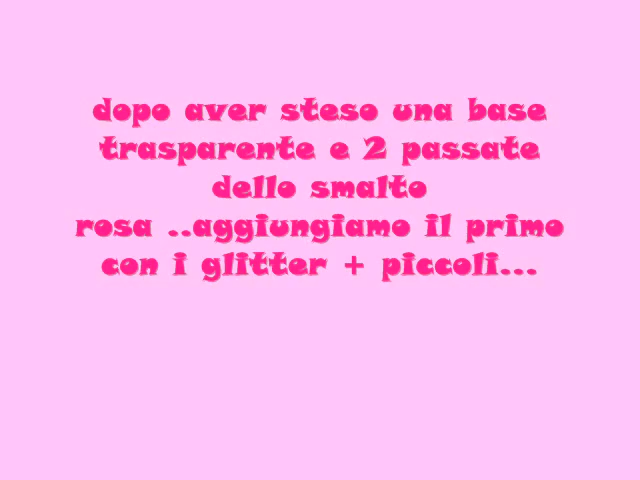 dopo aver steso una base
trasparente e 2 passate
dello smalto
rosa ..aggiungiamo il primo
con i glitter + piccoli...